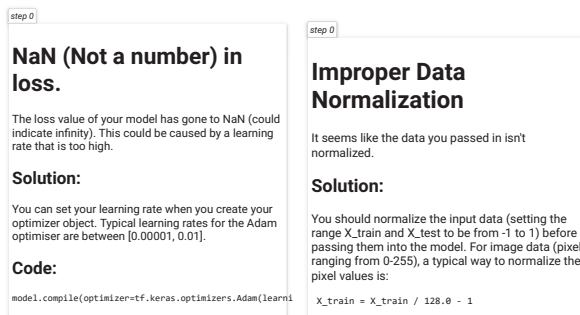 step 0
NaN (Not a number) in
loss.
The loss value of your model has gone to NaN (could
indicate infinity). This could be caused by a learning
rate that is too high.
Solution:
You can set your learning rate when you create your
optimizer object. Typical learning rates for the Adam
optimiser are between [0.00001, 0.01].
Code:
model.compile(optimizer=tf.keras.optimizers.Adam(learni
step 0
Improper Data
Normalization
It seems like the data you passed in isn't
normalized.
Solution:
You should normalize the input data (setting the
range X_train and X_test to be from -1 to 1) before
passing them into the model. For image data (pixel
ranging from 0-255), a typical way to normalize the
pixel values is:
X_train = X_train / 128.0 - 1